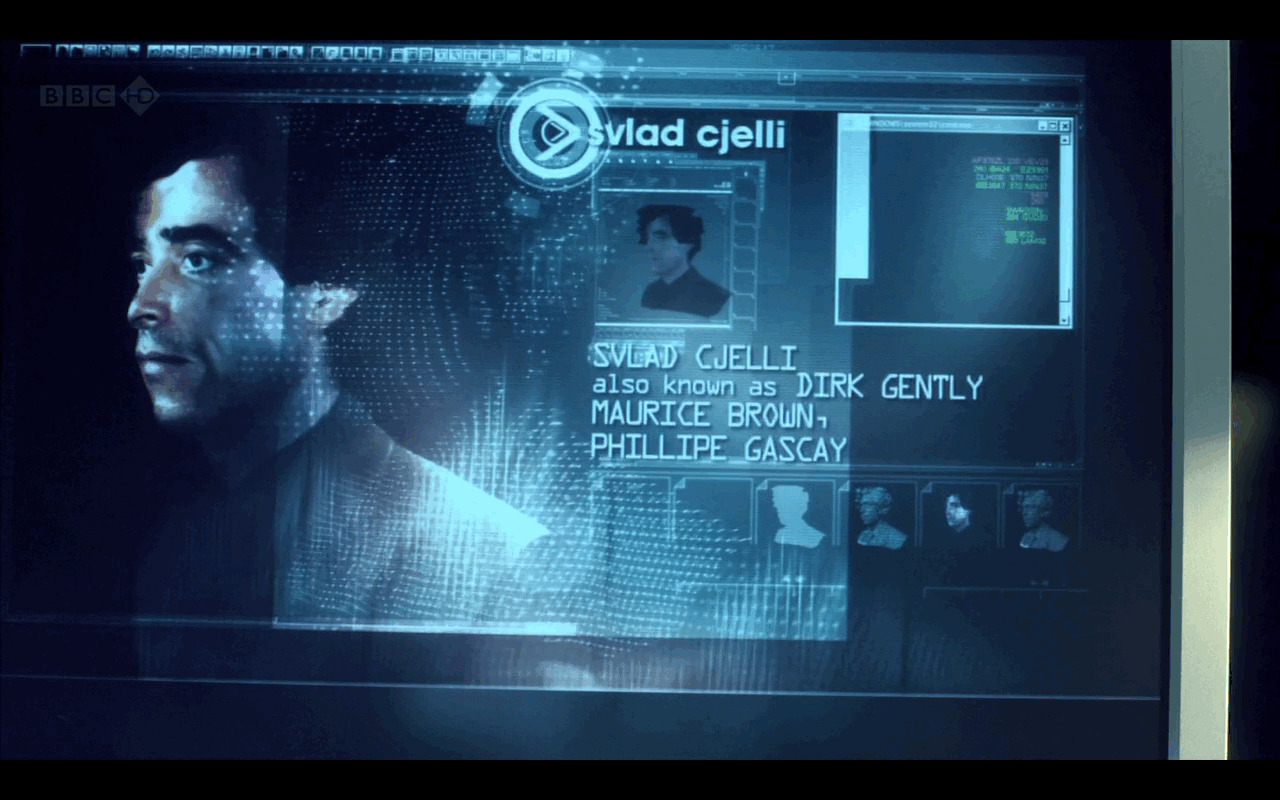 BBC HD
svlad cjelli
SVLAD CJELLI
also known as DIRK GENTLY
MAURICE BROWN,
PHILLIPE GASCAY